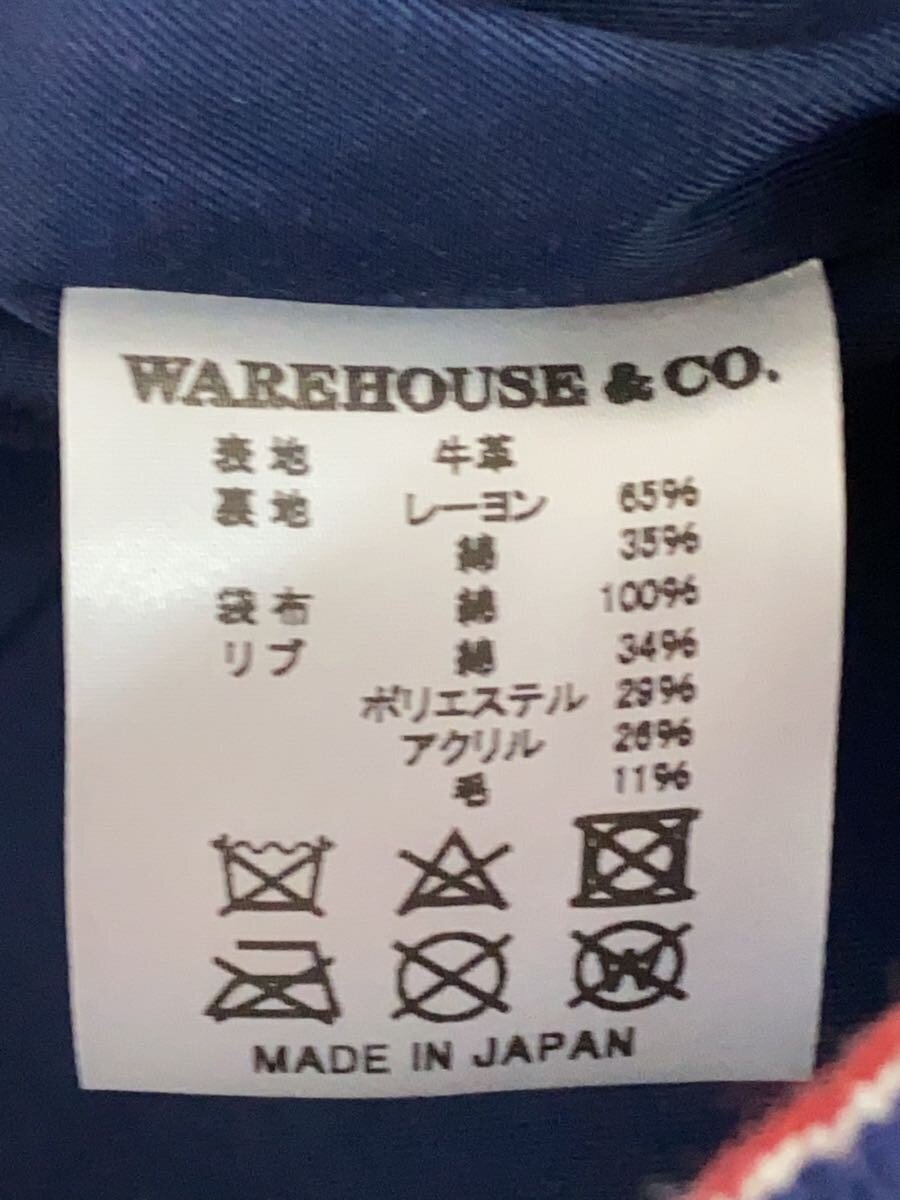 WAREHOUSE & CO.
表地 牛革
裏地 レーヨン 65%
綿 35%
袋布 綿 100%
リブ 綿 34%
ポリエステル 29%
アクリル 26%
毛 11%
MADE IN JAPAN